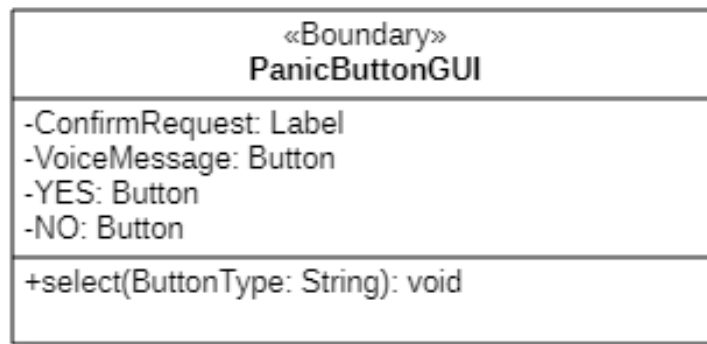 «Boundary»
PanicButtonGUI
-ConfirmRequest: Label
-VoiceMessage: Button
-YES: Button
-NO: Button
+select(ButtonType: String): void